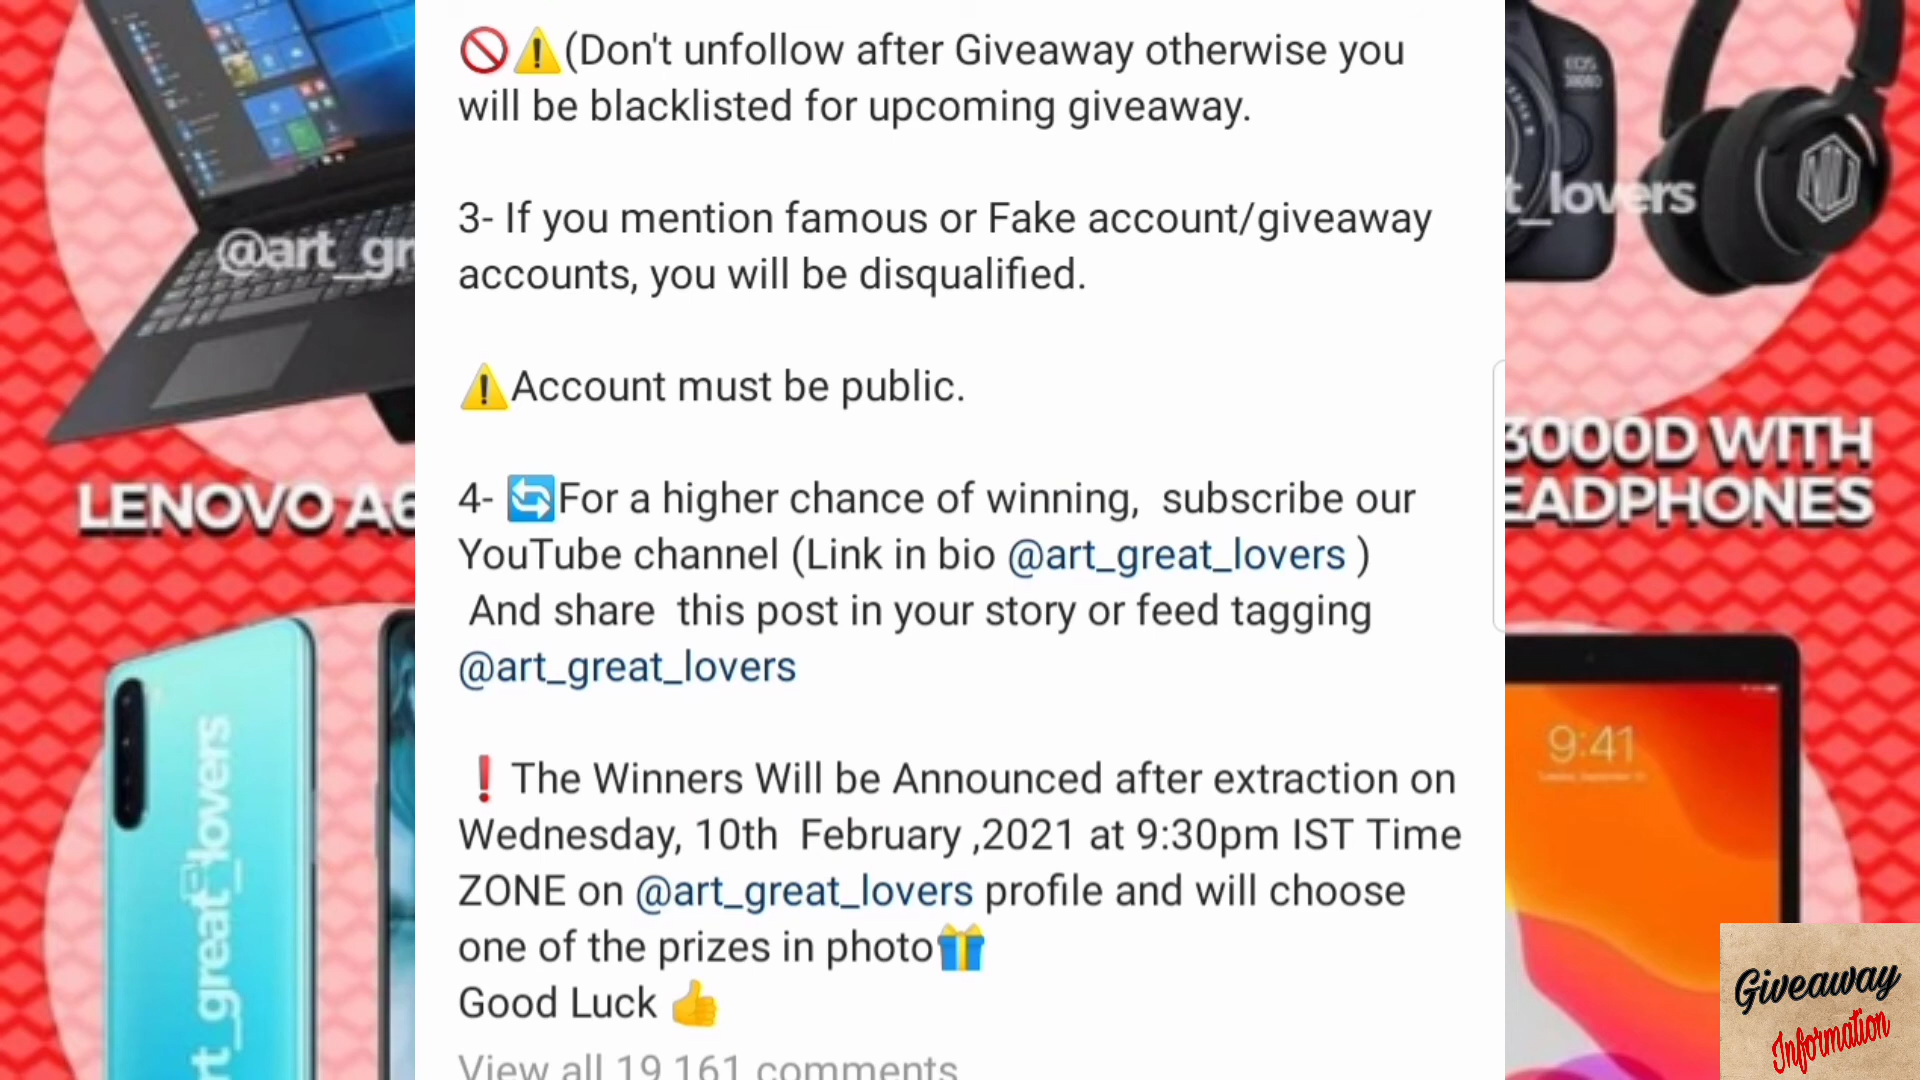 🚫⚠️(Don't unfollow after Giveaway otherwise you
will be blacklisted for upcoming giveaway.
3- If you mention famous or Fake account/giveaway
accounts, you will be disqualified.
⚠️Account must be public.
4- 🔄For a higher chance of winning,  subscribe our
YouTube channel (Link in bio @art_great_lovers )
And share  this post in your story or feed tagging
@art_great_lovers
❗The Winners Will be Announced after extraction on
Wednesday, 10th  February ,2021 at 9:30pm IST Time
ZONE on @art_great_lovers profile and will choose
one of the prizes in photo🎁
Good Luck 👍
View all 19 161 comments
@art_gr
LENOVO A6
rt_great_lovers
EOS
3000D
t_lovers
3000D WITH
EADPHONES
9:41
Giveaway
Information